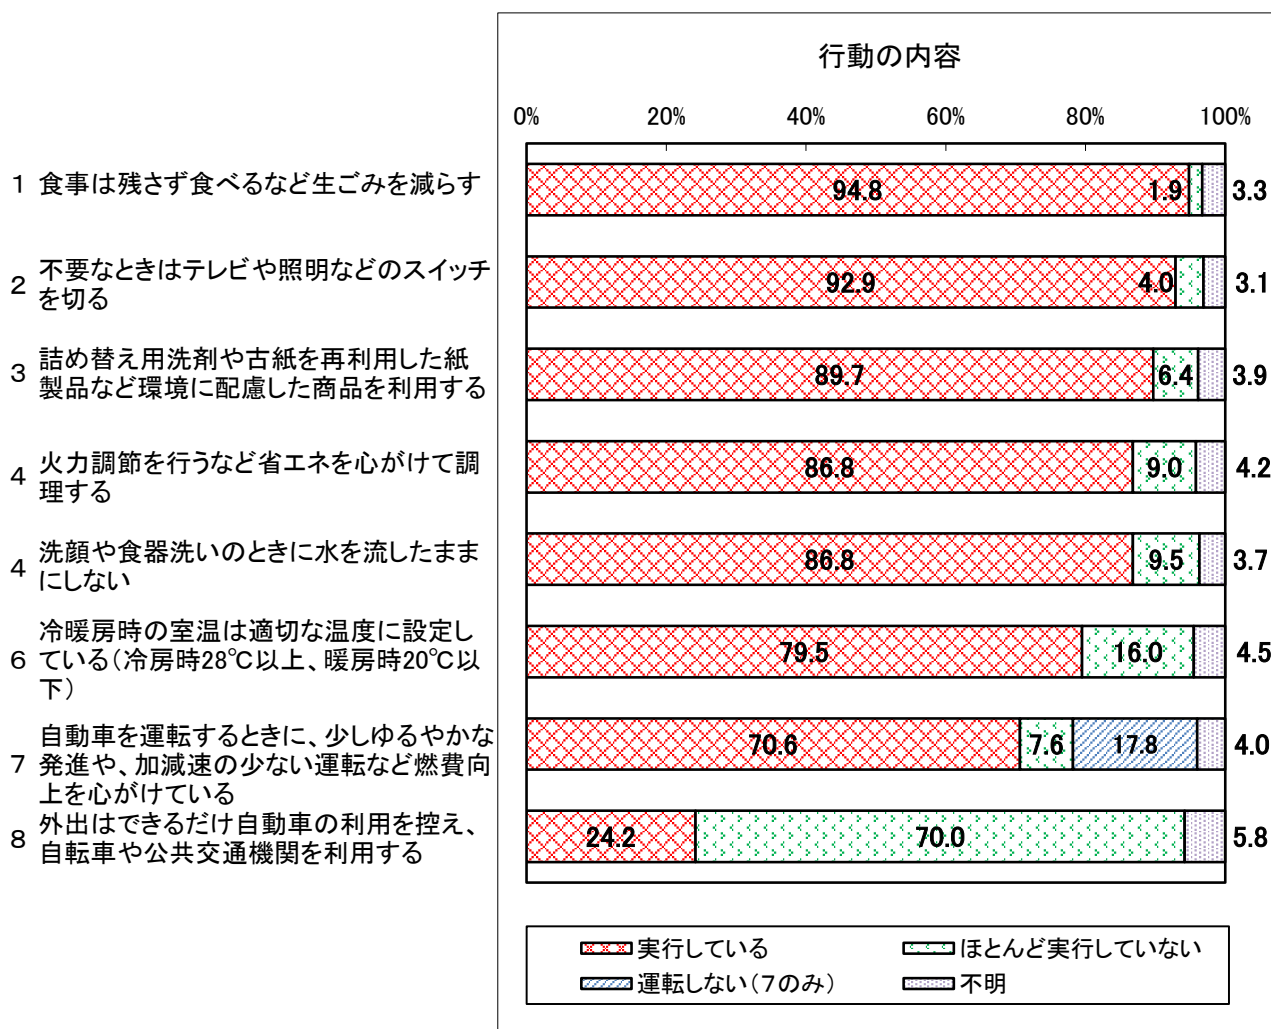 行動の内容
0% 20% 40% 60% 80% 100%
1 食事は残さず食べるなど生ごみを減らす 94.8 1.9 3.3
2 不要なときはテレビや照明などのスイッチ
を切る 92.9 4.0 3.1
3 詰め替え用洗剤や古紙を再利用した紙
製品など環境に配慮した商品を利用する 89.7 6.4 3.9
4 火力調節を行うなど省エネを心がけて調
理する 86.8 9.0 4.2
4 洗顔や食器洗いのときに水を流したまま
にしない 86.8 9.5 3.7
冷暖房時の室温は適切な温度に設定し
6 ている(冷房時28℃以上、暖房時20℃以
下) 79.5 16.0 4.5
自動車を運転するときに、少しゆるやかな
7 発進や、加減速の少ない運転など燃費向
上を心がけている 70.6 7.6 17.8 4.0
8 外出はできるだけ自動車の利用を控え、
自転車や公共交通機関を利用する 24.2 70.0 5.8
実行している ほとんど実行していない
運転しない(7のみ) 不明